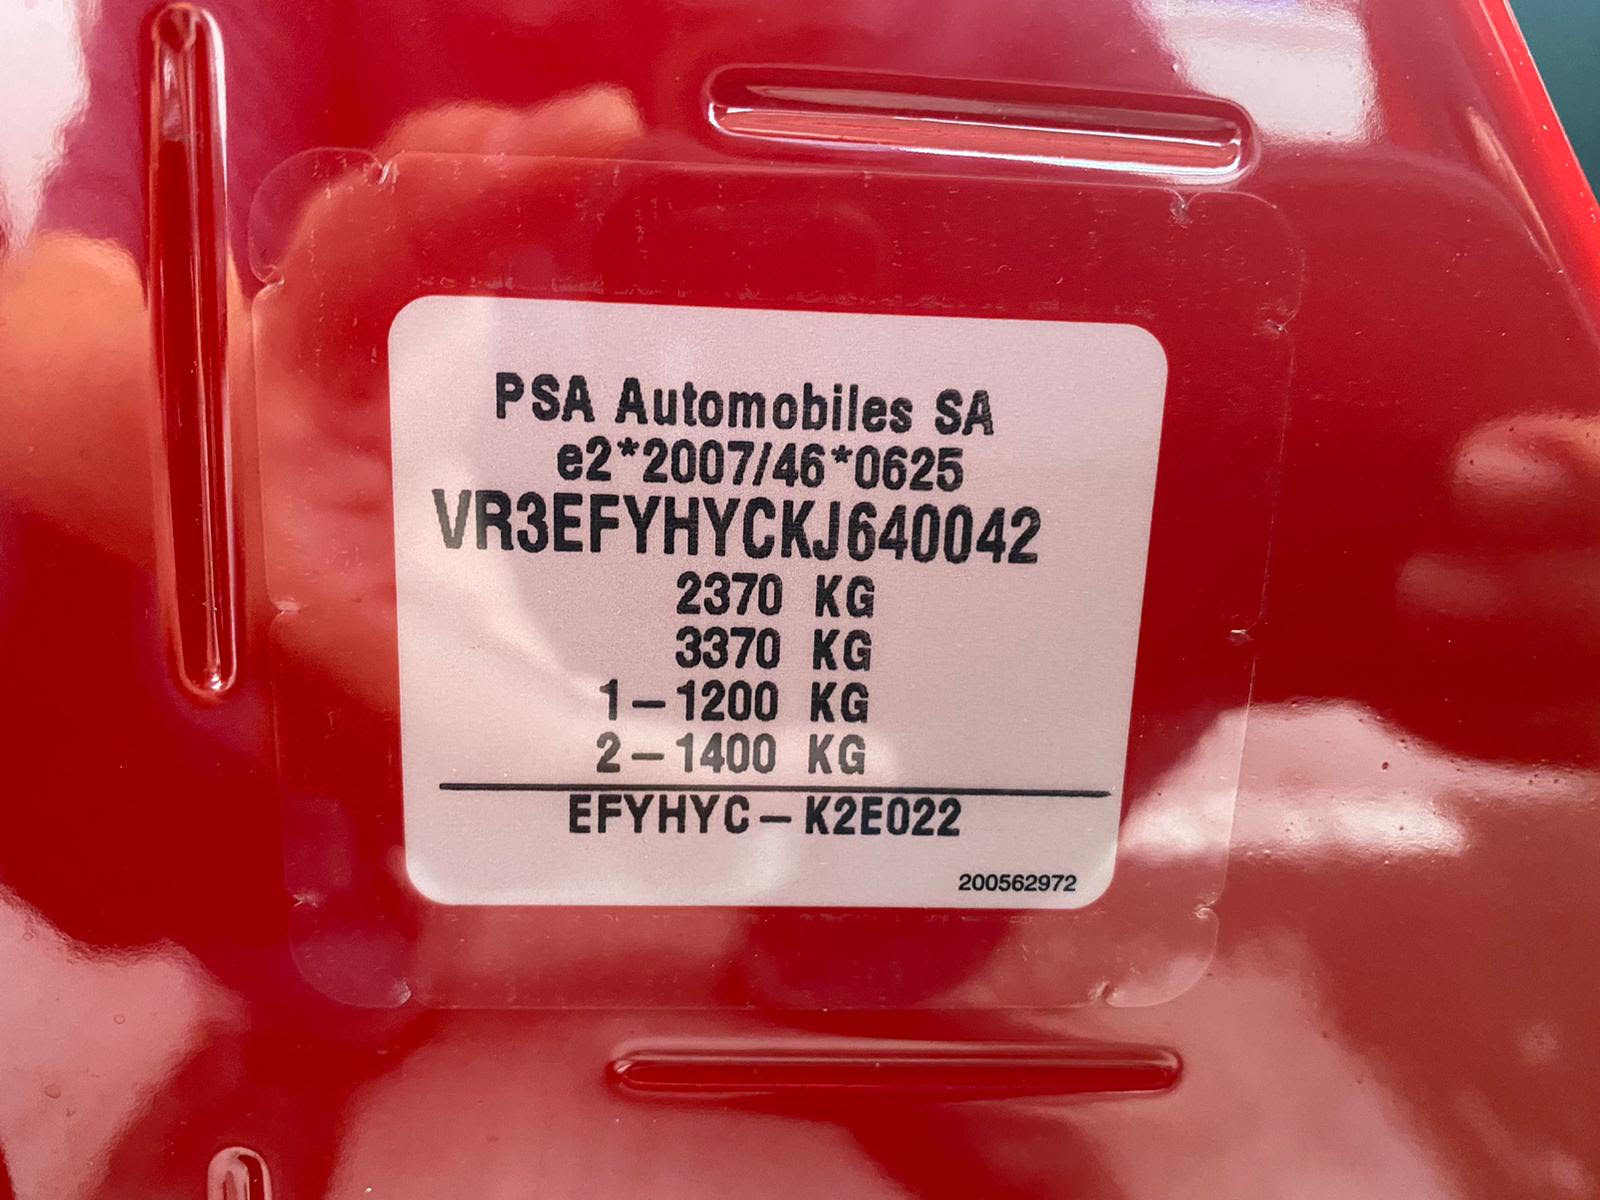 PSA Automobiles SA
e2*2007/46*0625
VR3EFYHYCKJ640042
2370 KG
3370 KG
1-1200 KG
2-1400 KG
EFYHYC-K2E022
200562972